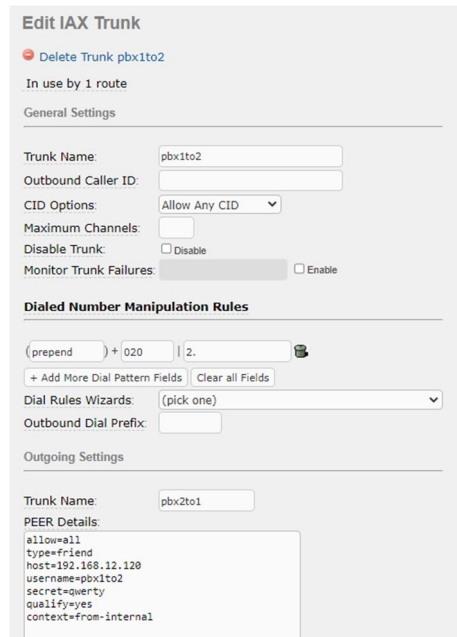 Edit IAX Trunk
Delete Trunk pbx1to2
In use by 1 route
General Settings
Trunk Name: pbx1to2
Outbound Caller ID:
CID Options: Allow Any CID
Maximum Channels:
Disable Trunk: Disable
Monitor Trunk Failures: Enable
Dialed Number Manipulation Rules
(prepend) + 020 | 2.
+ Add More Dial Pattern Fields Clear all Fields
Dial Rules Wizards: (pick one)
Outbound Dial Prefix:
Outgoing Settings
Trunk Name: pbx2to1
PEER Details:
allow=all
type=friend
host=192.168.12.120
username=pbx1to2
secret=qwerty
qualify=yes
context=from-internal